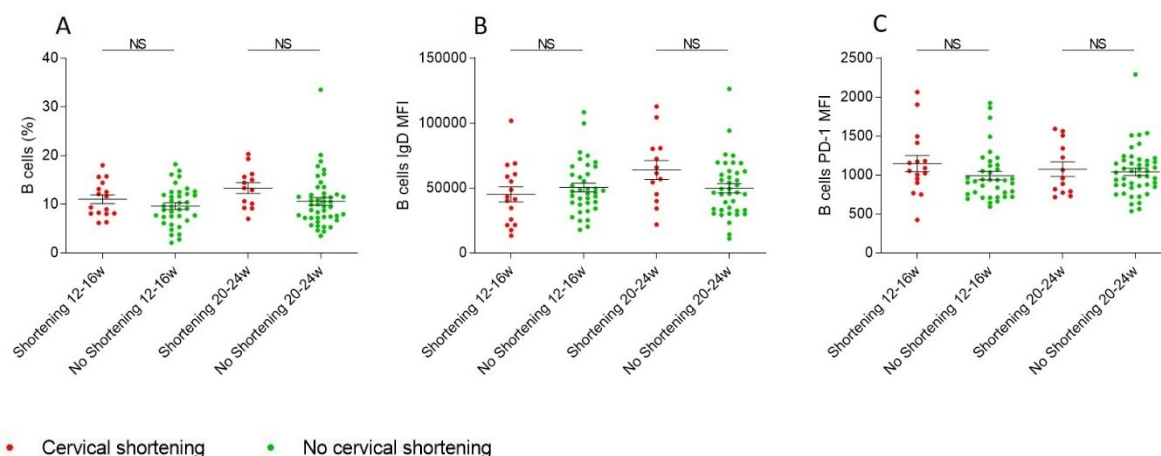 A
NS
NS
B cells (%)
40
30
20
10
0
Shortening 12-16w
No Shortening 12-16w
Shortening 20-24w
No Shortening 20-24w
B
NS
NS
B cells IgD MFI
150000
100000
50000
0
Shortening 12-16w
No Shortening 12-16w
Shortening 20-24w
No Shortening 20-24w
C
NS
NS
B cells PD-1 MFI
2500
2000
1500
1000
500
0
Shortening 12-16w
No Shortening 12-16w
Shortening 20-24w
No Shortening 20-24w
Cervical shortening
No cervical shortening